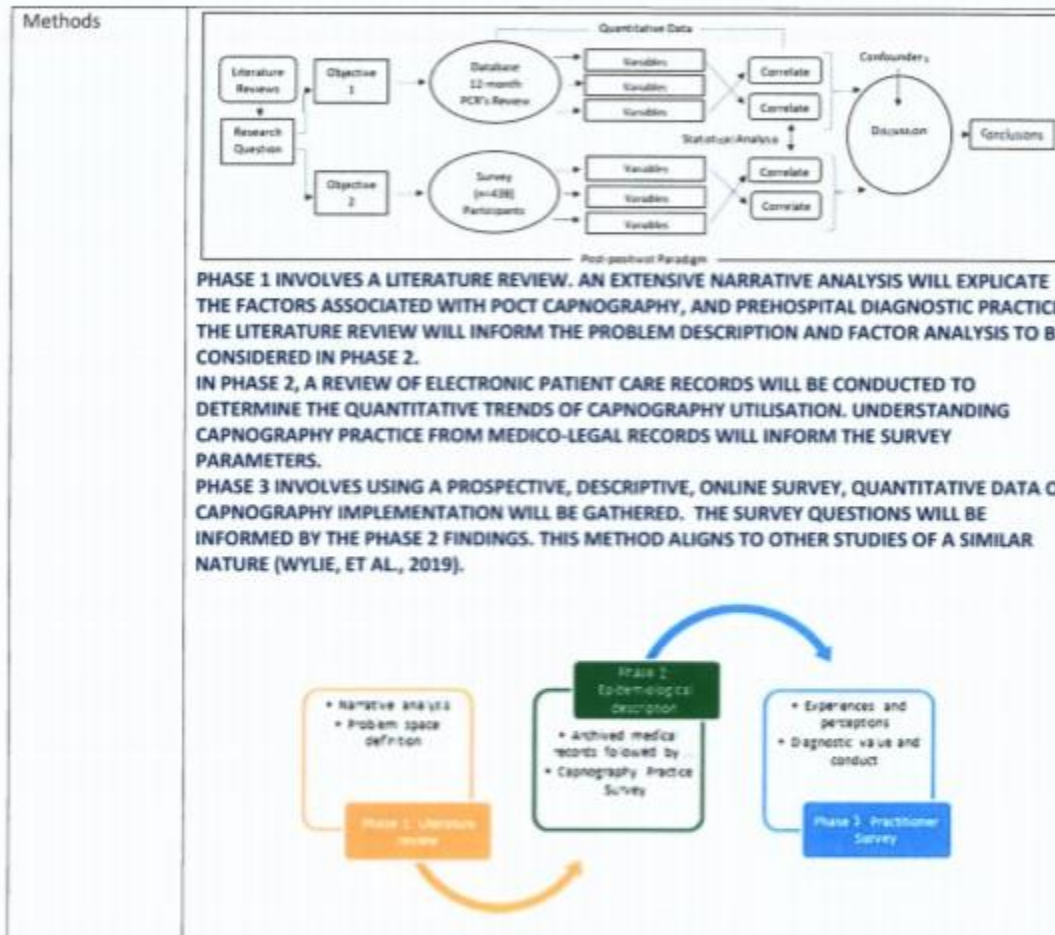 Methods
Quantitative Data
Literature
Reviews
Research
Question
Objective
1
Objective
2
Database
12-month
PCR's Review
Survey
(n=438)
Participants
Variables
Variables
Variables
Variables
Variables
Variables
Correlate
Correlate
Statistical Analysis
Correlate
Correlate
Confounders
Discussion
Conclusions
Post-positivist Paradigm
PHASE 1 INVOLVES A LITERATURE REVIEW. AN EXTENSIVE NARRATIVE ANALYSIS WILL EXPLICATE
THE FACTORS ASSOCIATED WITH POCT CAPNOGRAPHY, AND PREHOSPITAL DIAGNOSTIC PRACTIC
THE LITERATURE REVIEW WILL INFORM THE PROBLEM DESCRIPTION AND FACTOR ANALYSIS TO B
CONSIDERED IN PHASE 2.
IN PHASE 2, A REVIEW OF ELECTRONIC PATIENT CARE RECORDS WILL BE CONDUCTED TO
DETERMINE THE QUANTITATIVE TRENDS OF CAPNOGRAPHY UTILISATION. UNDERSTANDING
CAPNOGRAPHY PRACTICE FROM MEDICO-LEGAL RECORDS WILL INFORM THE SURVEY
PARAMETERS.
PHASE 3 INVOLVES USING A PROSPECTIVE, DESCRIPTIVE, ONLINE SURVEY, QUANTITATIVE DATA O
CAPNOGRAPHY IMPLEMENTATION WILL BE GATHERED. THE SURVEY QUESTIONS WILL BE
INFORMED BY THE PHASE 2 FINDINGS. THIS METHOD ALIGNS TO OTHER STUDIES OF A SIMILAR
NATURE (WYLIE, ET AL., 2019).
• Narrative analysis
• Problem space
definition
Phase 1: Literature
review
Phase 2:
Epidemiological
description
• Archived medical
records followed by...
• Capnography Practice
Survey
• Experiences and
perceptions
• Diagnostic value and
conduct
Phase 3: Practitioner
Survey